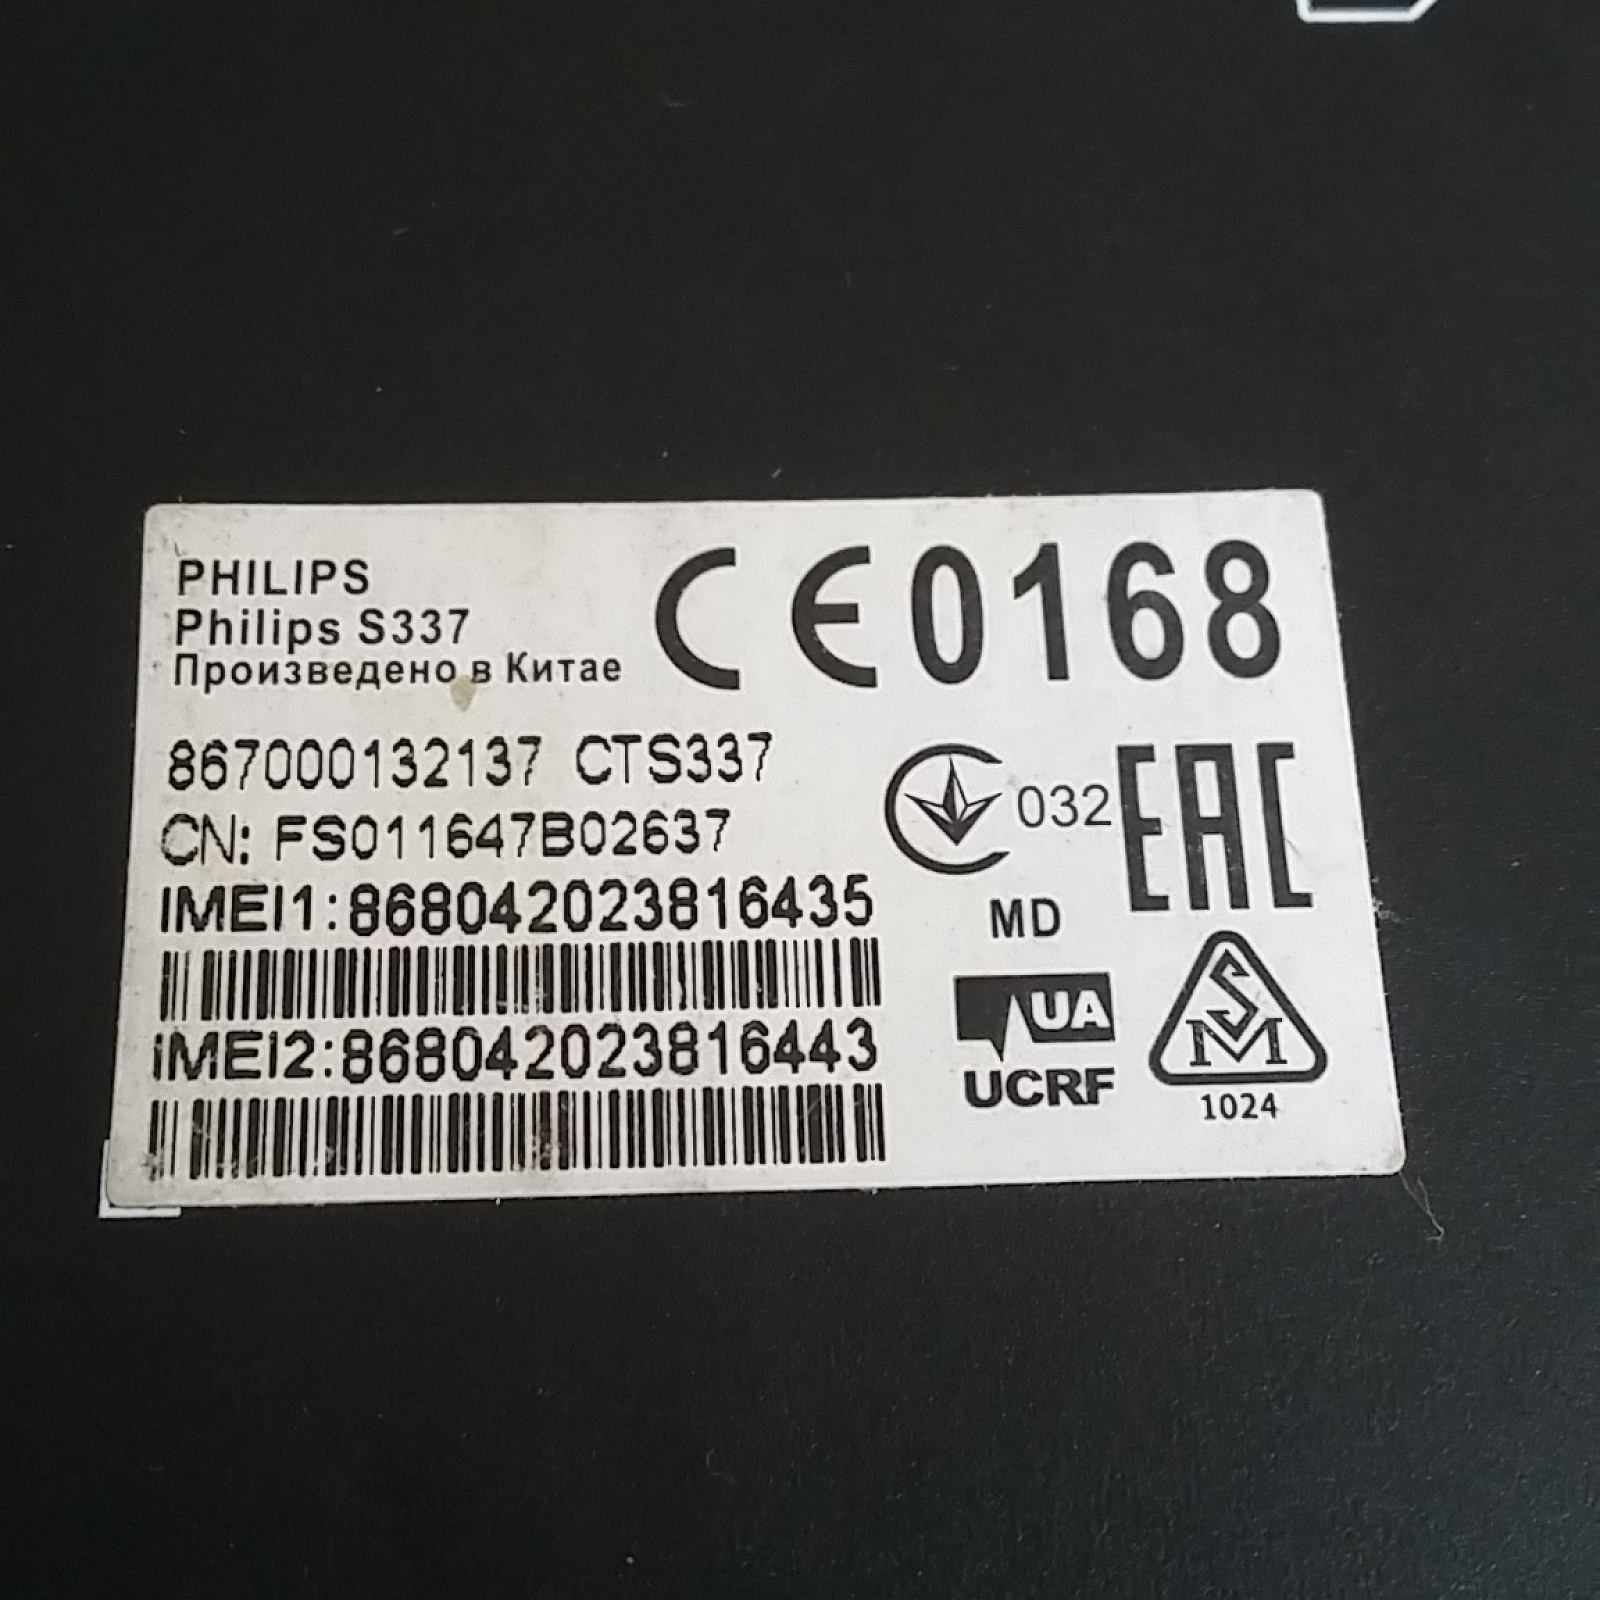 PHILIPS
Philips S337
Произведено в Китае
CE0168
867000132137 CTS337
CN: FS011647B02637
IMEI1:868042023816435
IMEI2:868042023816443
032
EAC
MD
UA
UCRF
SM
1024